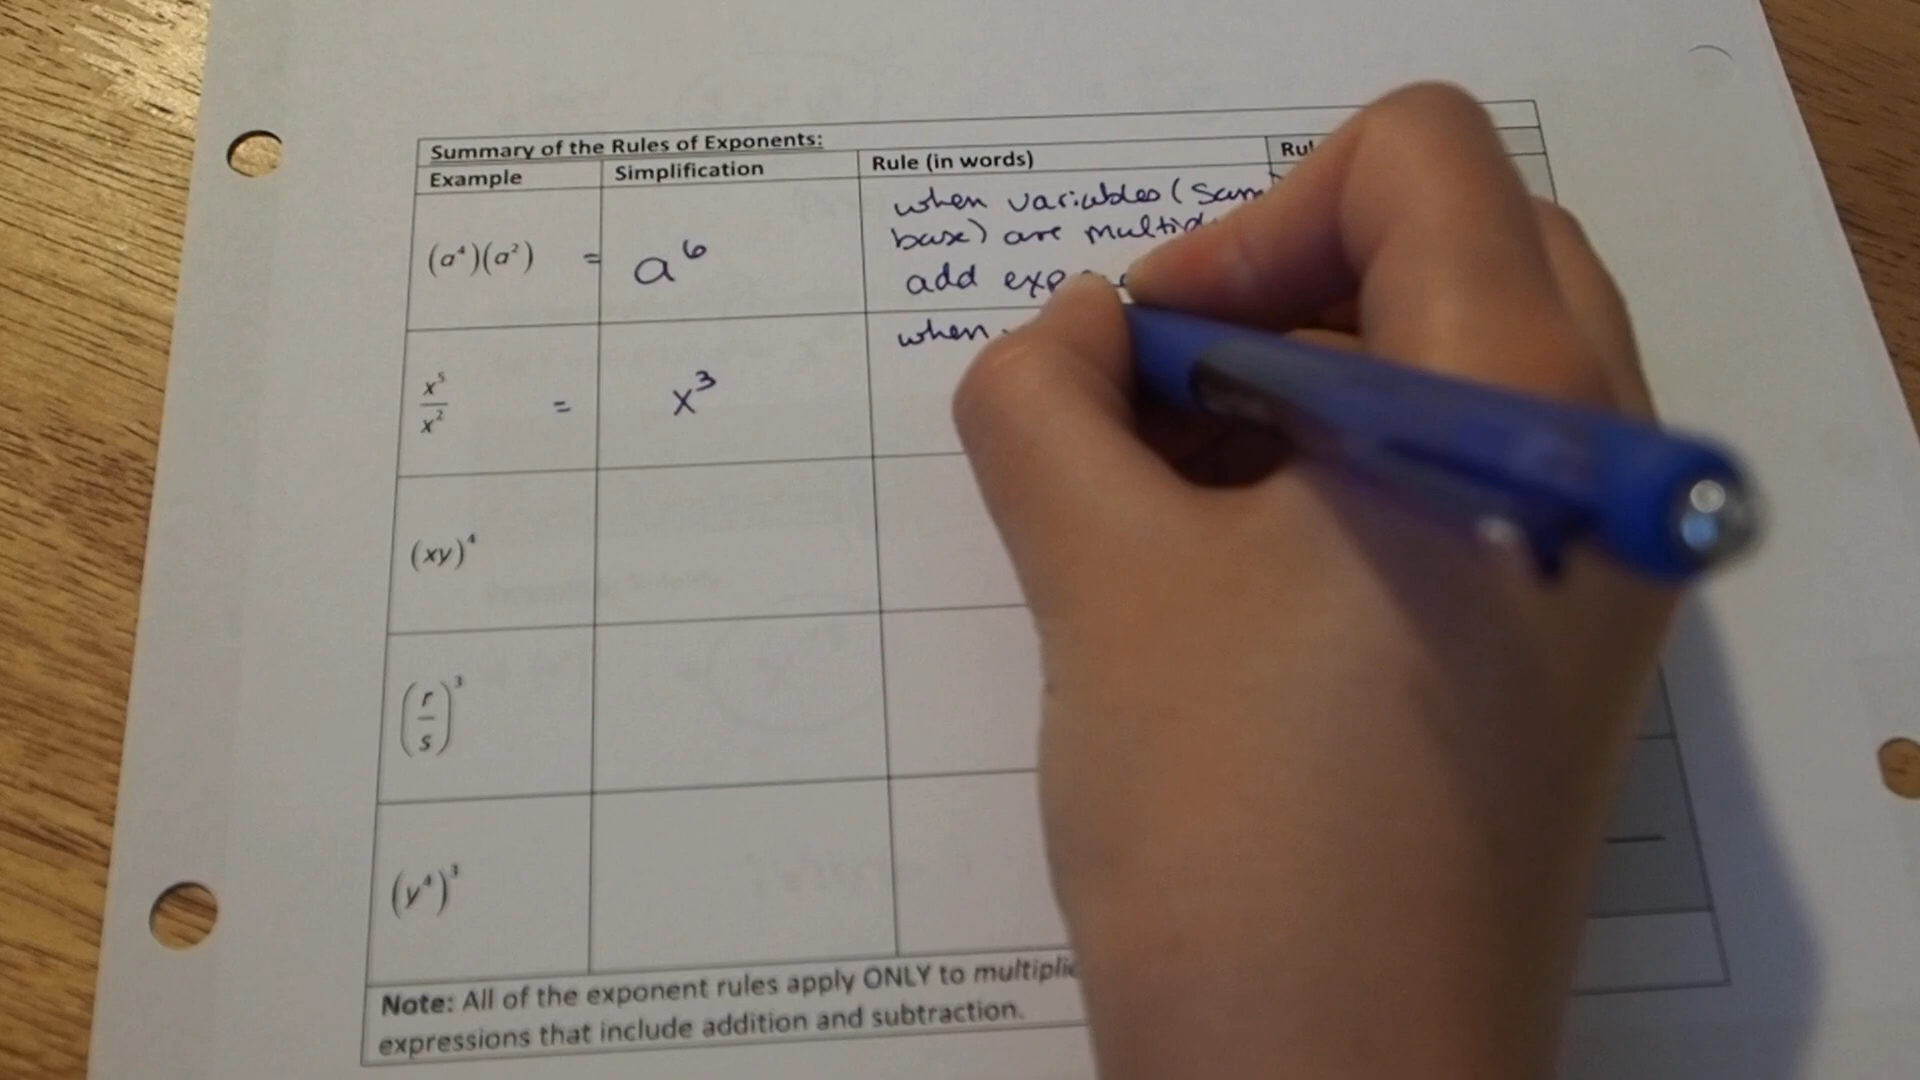 Summary of the Rules of Exponents:
Example Simplification Rule (in words)
(a⁴)(a²) = a⁶ when variables (
base) are
add
x⁵/x² = x³ when
(xy)⁴
(r/s)³
(y⁴)³
Note: All of the exponent rules apply ONLY to
expressions that include addition and subtraction.